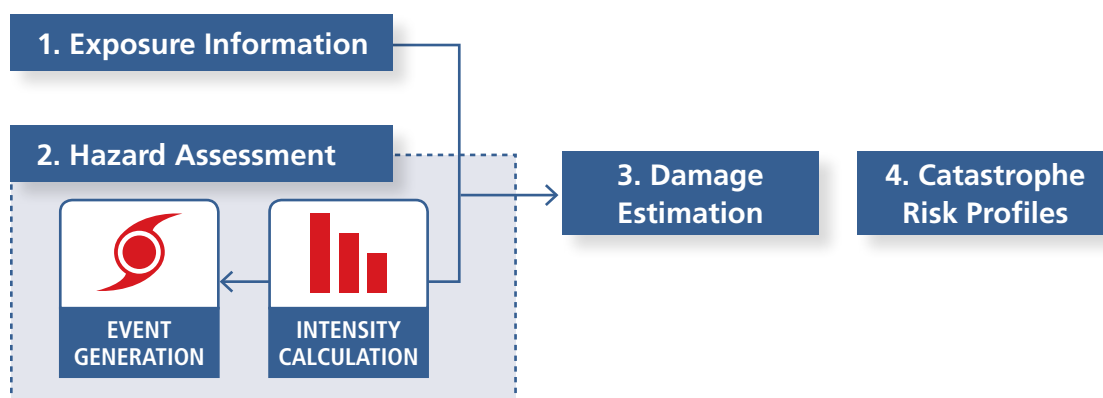 1. Exposure Information
2. Hazard Assessment
EVENT
GENERATION
INTENSITY
CALCULATION
3. Damage
Estimation
4. Catastrophe
Risk Profiles